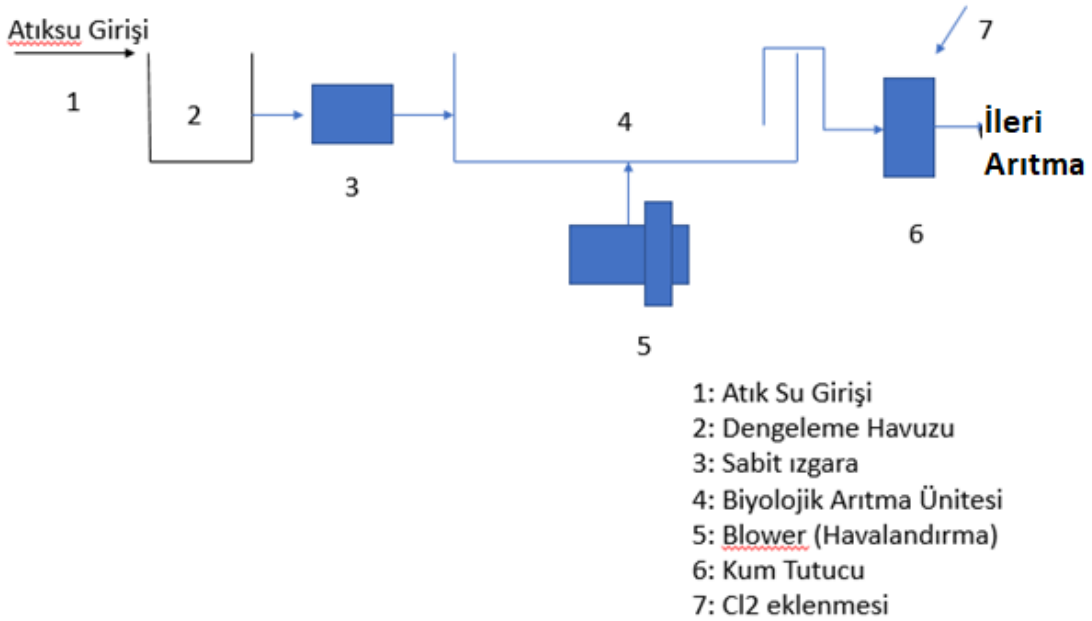 Atıksu Girişi
1
2
3
4
5
6
7
İleri
Arıtma
1: Atık Su Girişi
2: Dengeleme Havuzu
3: Sabit ızgara
4: Biyolojik Arıtma Ünitesi
5: Blower (Havalandırma)
6: Kum Tutucu
7: Cl2 eklenmesi